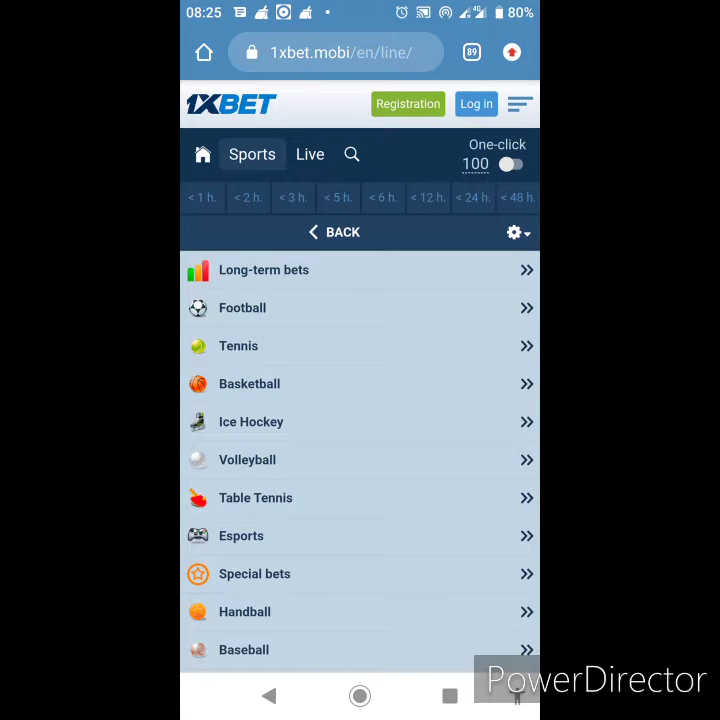 08:25
4G
80%
1xbet.mobi/en/line/
89
1XBET
Registration
Log in
Sports
Live
One-click
100
< 1 h.
< 2 h.
< 3 h.
< 5 h.
< 6 h.
< 12 h.
< 24 h.
< 48 h.
BACK
Long-term bets
Football
Tennis
Basketball
Ice Hockey
Volleyball
Table Tennis
Esports
Special bets
Handball
Baseball
PowerDirector